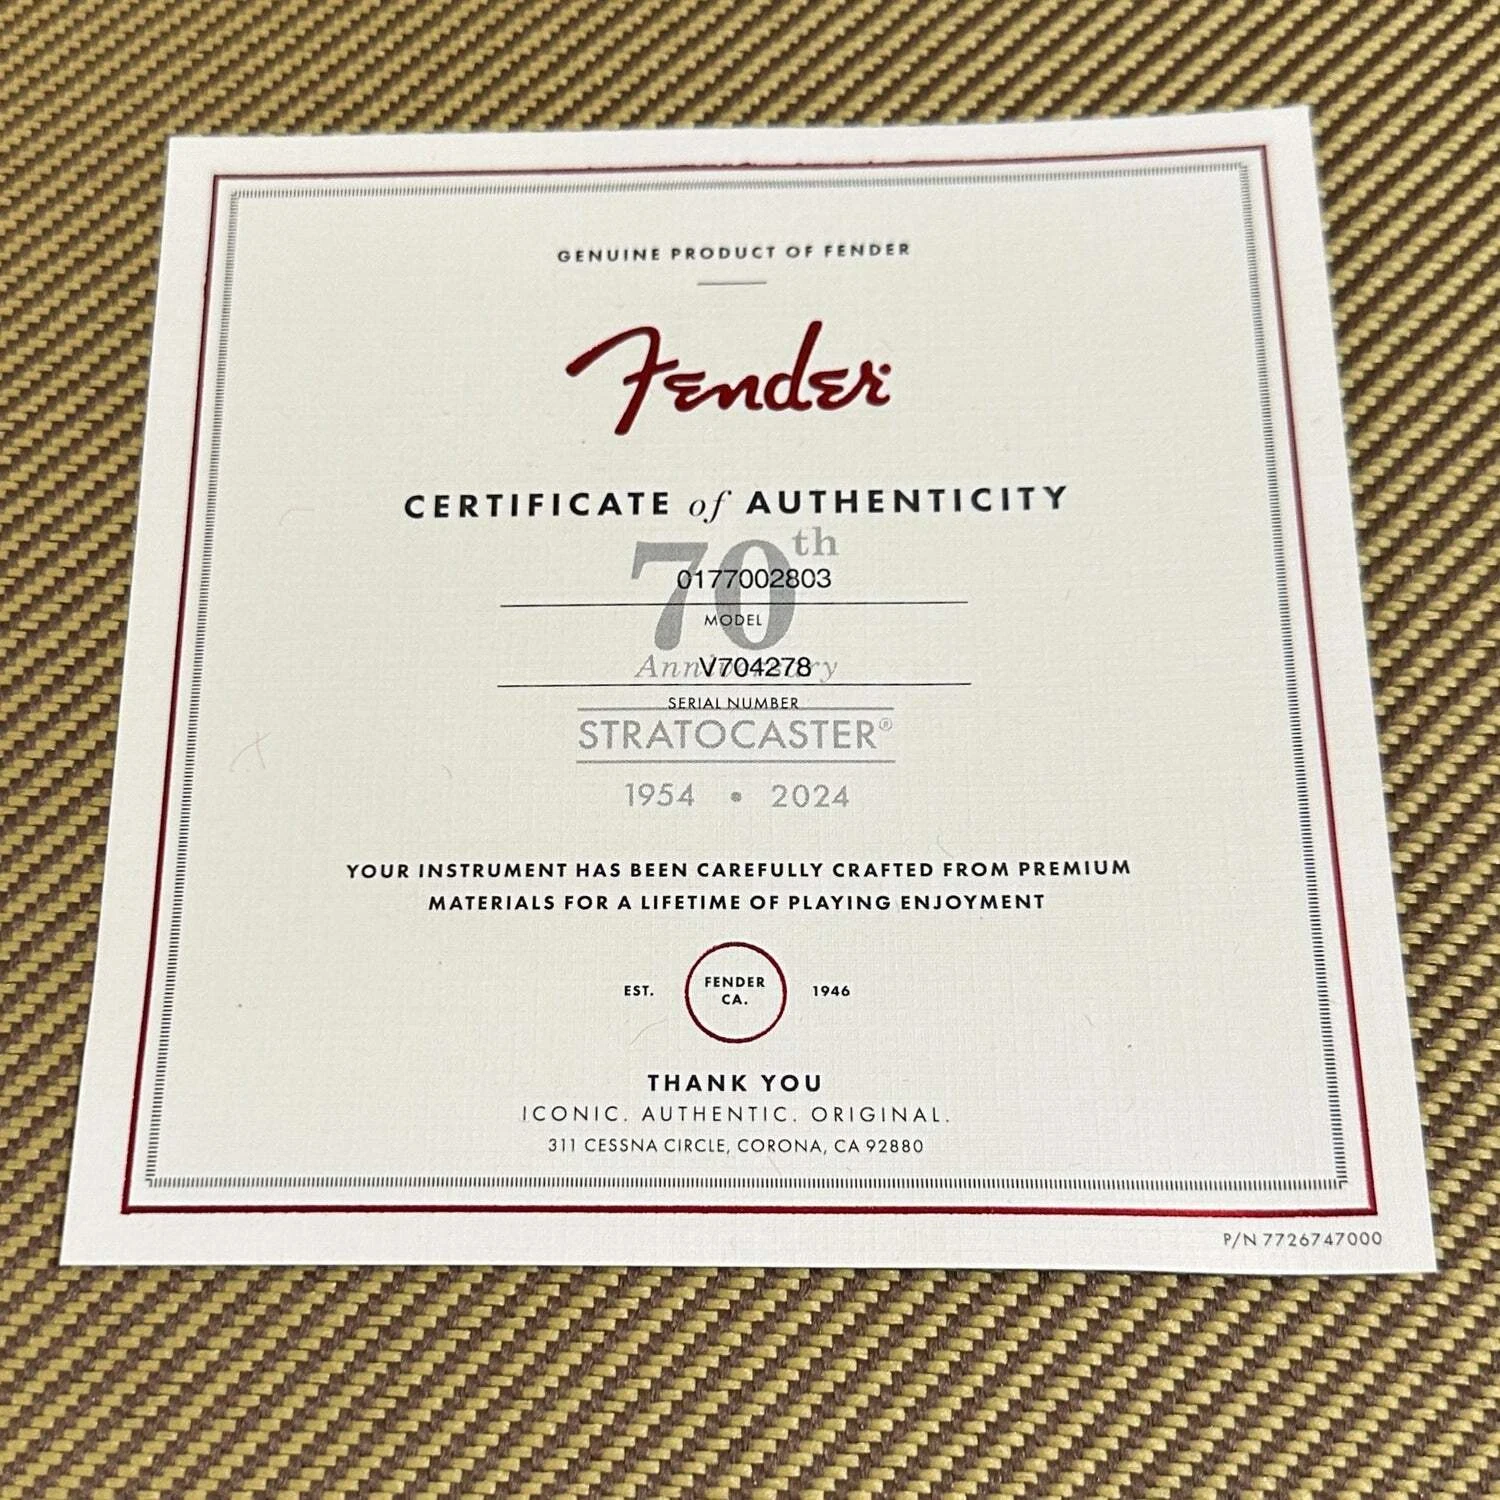 GENUINE PRODUCT OF FENDER
Fender
CERTIFICATE of AUTHENTICITY
70th
0177002803
MODEL
Anniversary
V704278
SERIAL NUMBER
STRATOCASTER®
1954 • 2024
YOUR INSTRUMENT HAS BEEN CAREFULLY CRAFTED FROM PREMIUM
MATERIALS FOR A LIFETIME OF PLAYING ENJOYMENT
EST. FENDER CA. 1946
THANK YOU
ICONIC. AUTHENTIC. ORIGINAL.
311 CESSNA CIRCLE, CORONA, CA 92880
P/N 7726747000